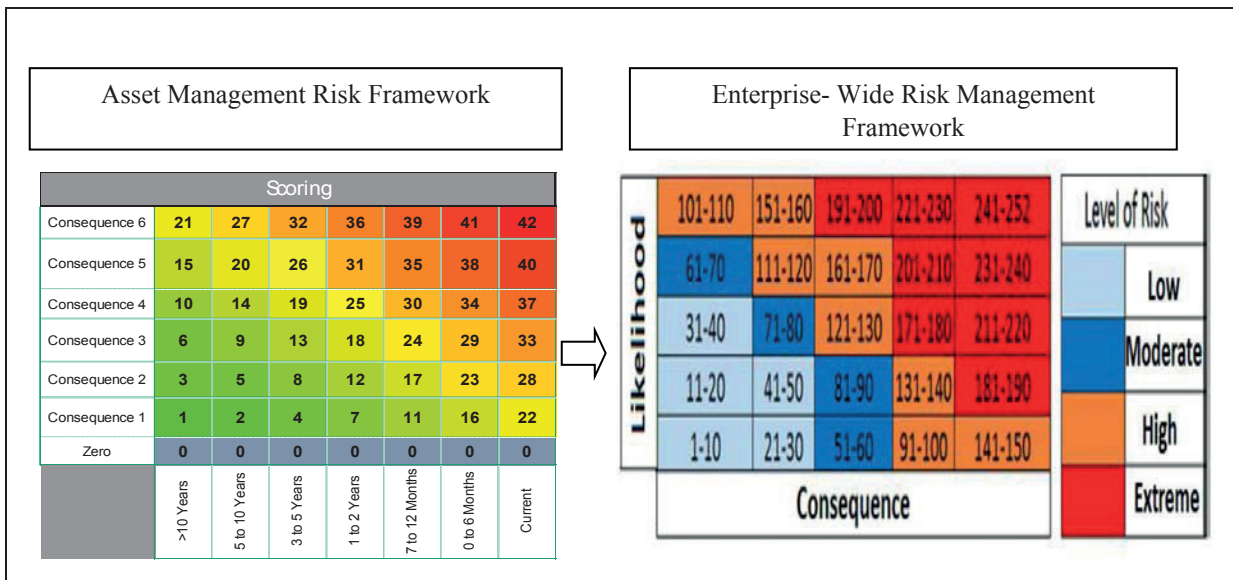 Asset Management Risk Framework
Enterprise- Wide Risk Management
Framework
Scoring
Consequence 6 21 27 32 36 39 41 42
Consequence 5 15 20 26 31 35 38 40
Consequence 4 10 14 19 25 30 34 37
Consequence 3 6 9 13 18 24 29 33
Consequence 2 3 5 8 12 17 23 28
Consequence 1 1 2 4 7 11 16 22
Zero 0 0 0 0 0 0 0
>10 Years
5 to 10 Years
3 to 5 Years
1 to 2 Years
7 to 12 Months
0 to 6 Months
Current
Likelihood
101-110 151-160 191-200 221-230 241-252
61-70 111-120 161-170 201-210 231-240
31-40 71-80 121-130 171-180 211-220
11-20 41-50 81-90 131-140 181-190
1-10 21-30 51-60 91-100 141-150
Consequence
Level of Risk
Low
Moderate
High
Extreme